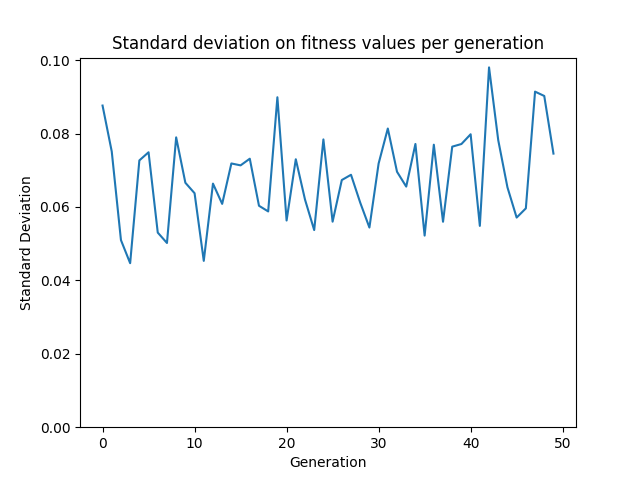 Standard deviation on fitness values per generation
0.10
0.08
0.06
0.04
0.02
0.00
Standard Deviation
0 10 20 30 40 50
Generation